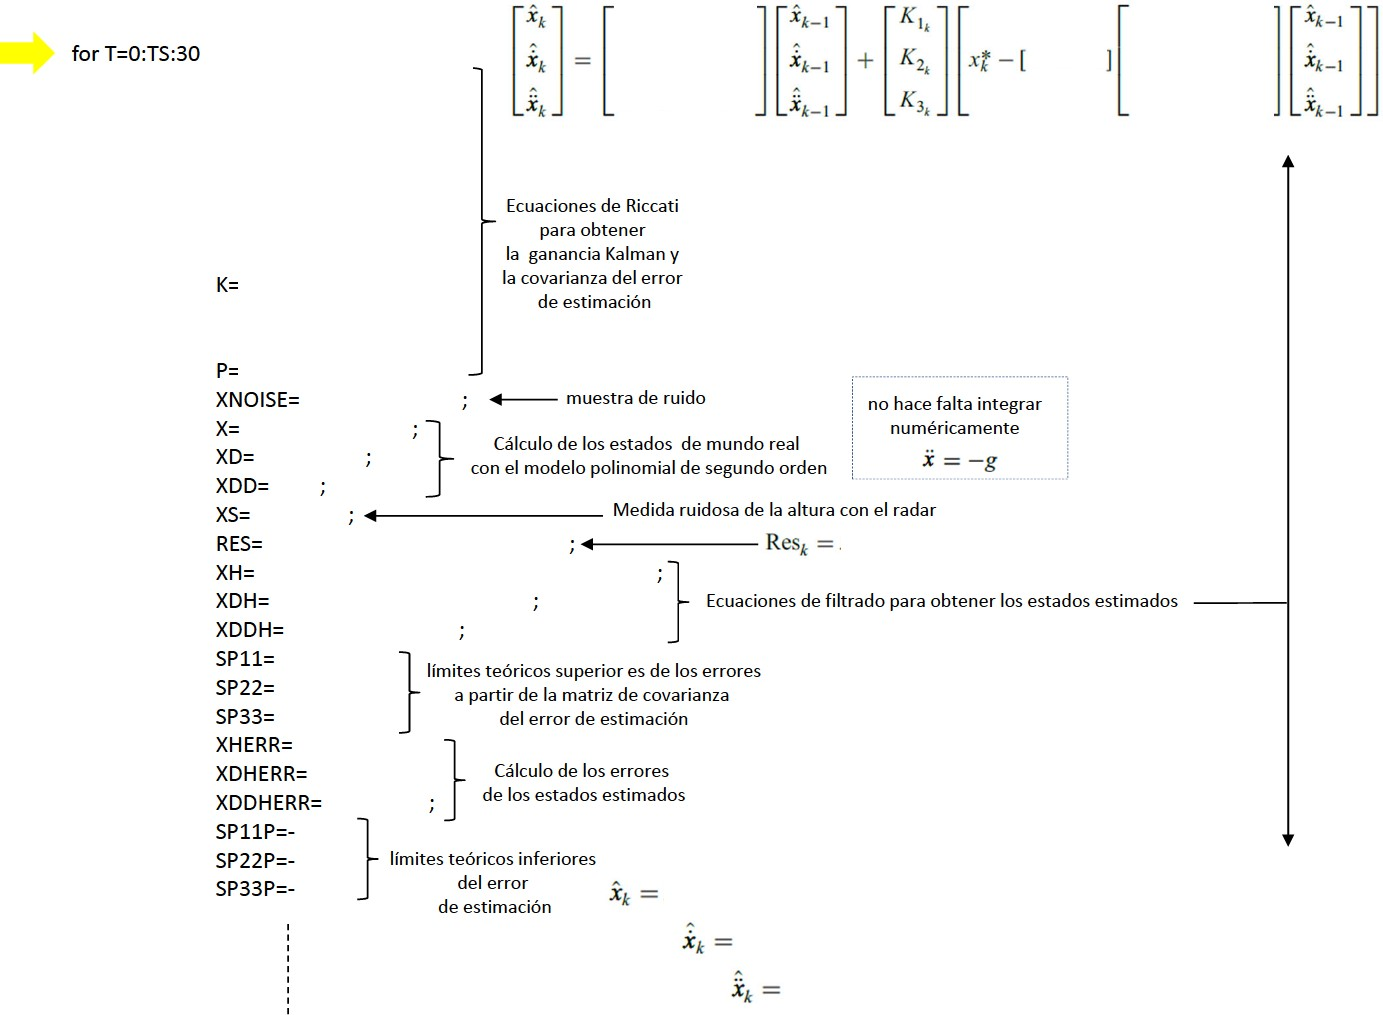 for T=0:TS:30
[x̂ₖ x̂̇ₖ x̂̈ₖ] = [ ] [x̂ₖ₋₁ x̂̇ₖ₋₁ x̂̈ₖ₋₁] + [K₁ₖ K₂ₖ K₃ₖ] [xₖ* − [ ] [ ] [x̂ₖ₋₁ x̂̇ₖ₋₁ x̂̈ₖ₋₁]]
Ecuaciones de Riccati
para obtener
la ganancia Kalman y
la covarianza del error
de estimación
K=
P=
XNOISE= ;
muestra de ruido
X= ;
XD= ;
XDD= ;
Cálculo de los estados de mundo real
con el modelo polinomial de segundo orden
no hace falta integrar
numéricamente
ẍ = −g
XS= ;
Medida ruidosa de la altura con el radar
RES= ;
Resₖ = .
XH= ;
XDH= ;
XDDH= ;
Ecuaciones de filtrado para obtener los estados estimados
SP11=
SP22=
SP33=
límites teóricos superior es de los errores
a partir de la matriz de covarianza
del error de estimación
XHERR=
XDHERR=
XDDHERR= ;
Cálculo de los errores
de los estados estimados
SP11P=-
SP22P=-
SP33P=-
límites teóricos inferiores
del error
de estimación
x̂ₖ =
x̂̇ₖ =
x̂̈ₖ =